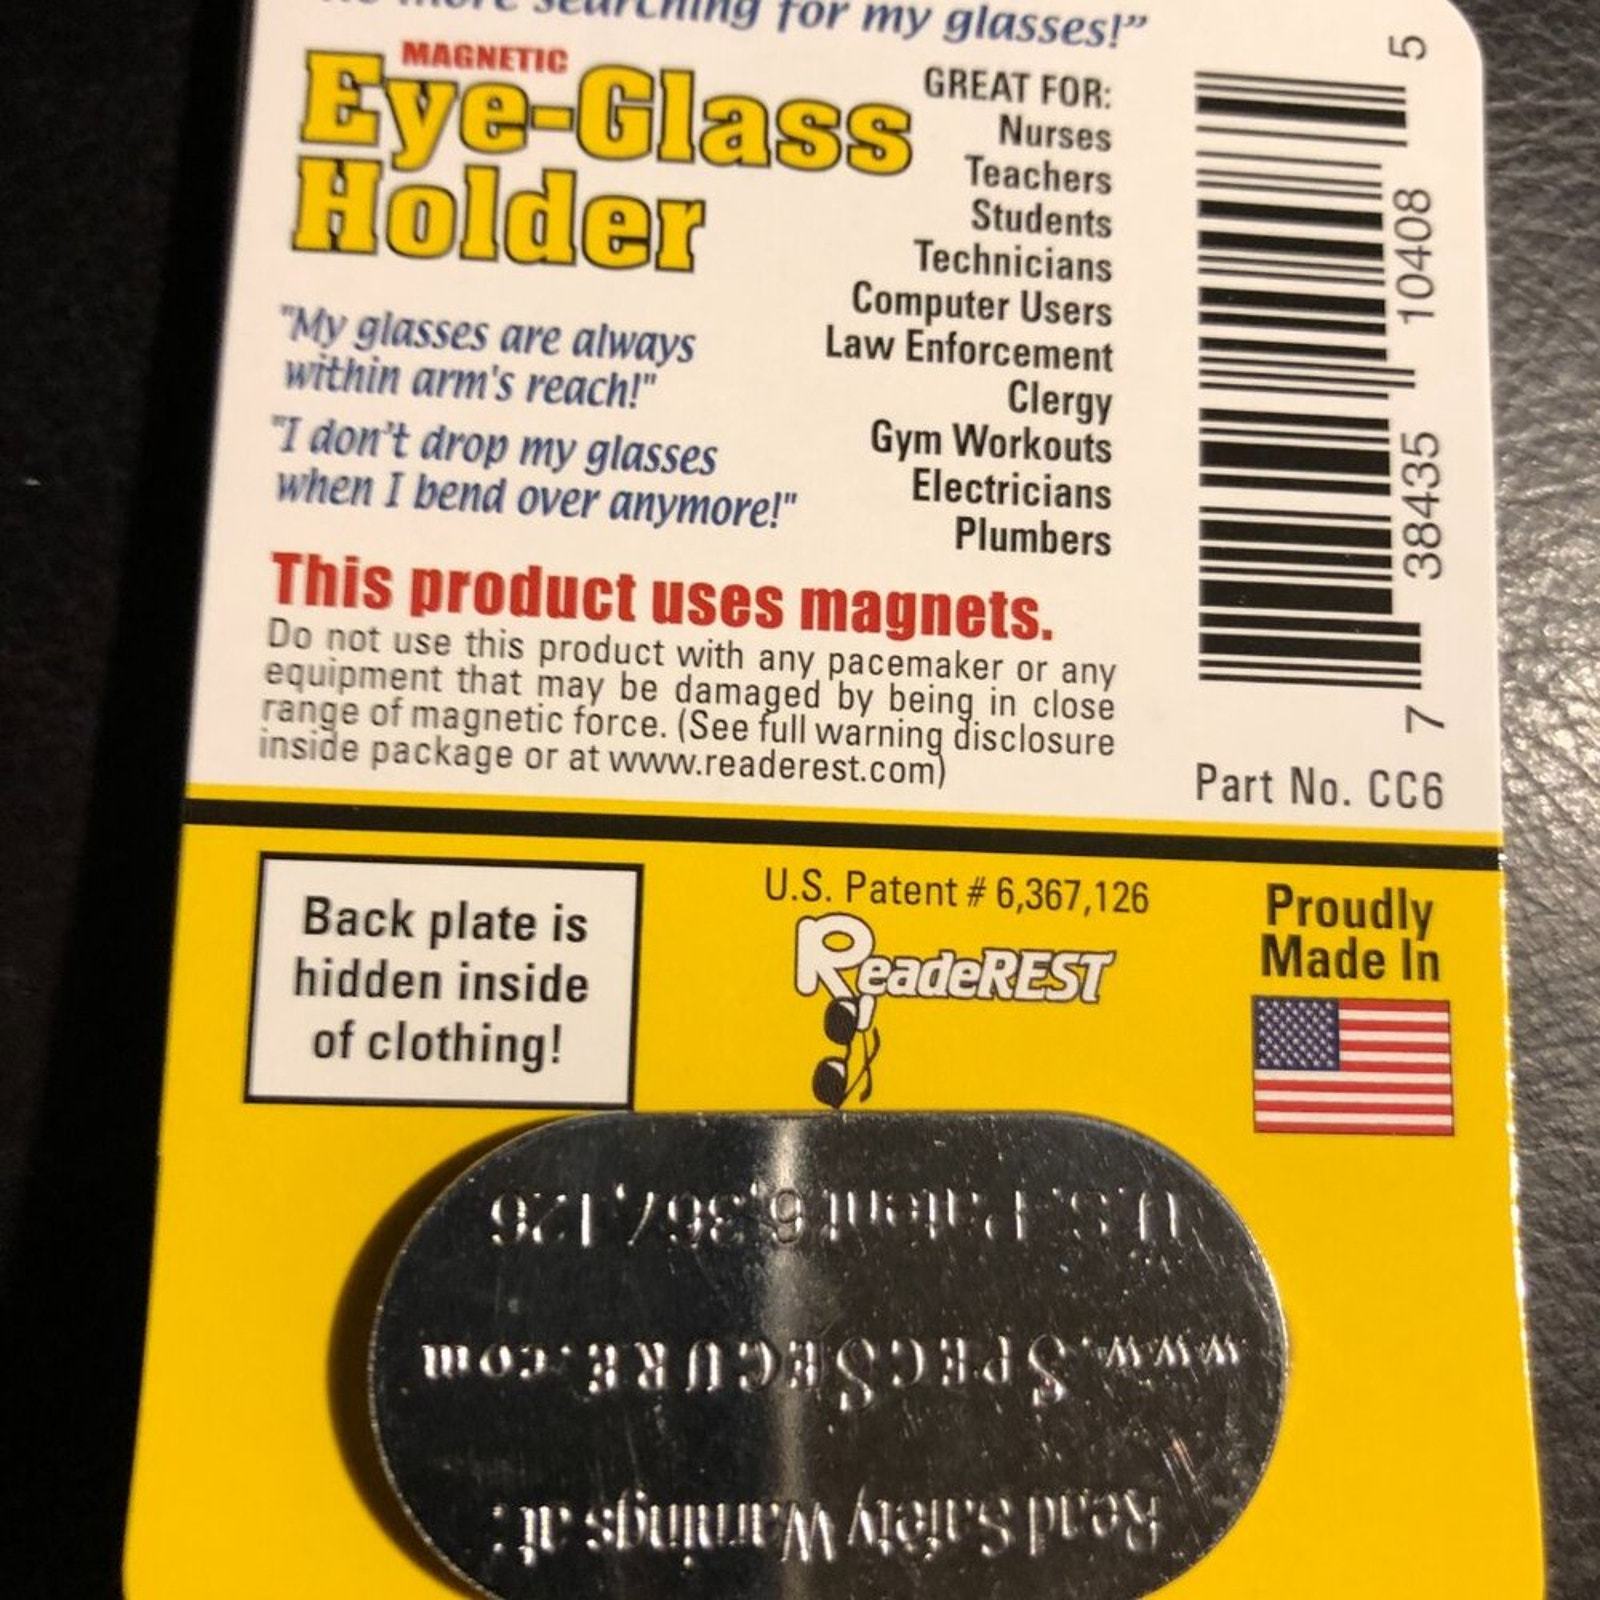 more searching for my glasses!”
MAGNETIC
Eye-Glass
Holder
"My glasses are always
within arm's reach!"
"I don't drop my glasses
when I bend over anymore!"
GREAT FOR:
Nurses
Teachers
Students
Technicians
Computer Users
Law Enforcement
Clergy
Gym Workouts
Electricians
Plumbers
This product uses magnets.
Do not use this product with any pacemaker or any
equipment that may be damaged by being in close
range of magnetic force. (See full warning disclosure
inside package or at www.readerest.com)
7 38435 10408 5
Part No. CC6
Back plate is
hidden inside
of clothing!
U.S. Patent # 6,367,126
ReadeREST
Proudly
Made In
Read Safety Warnings at:
www.SpecSecure.com
U.S. Patent 6,367,126